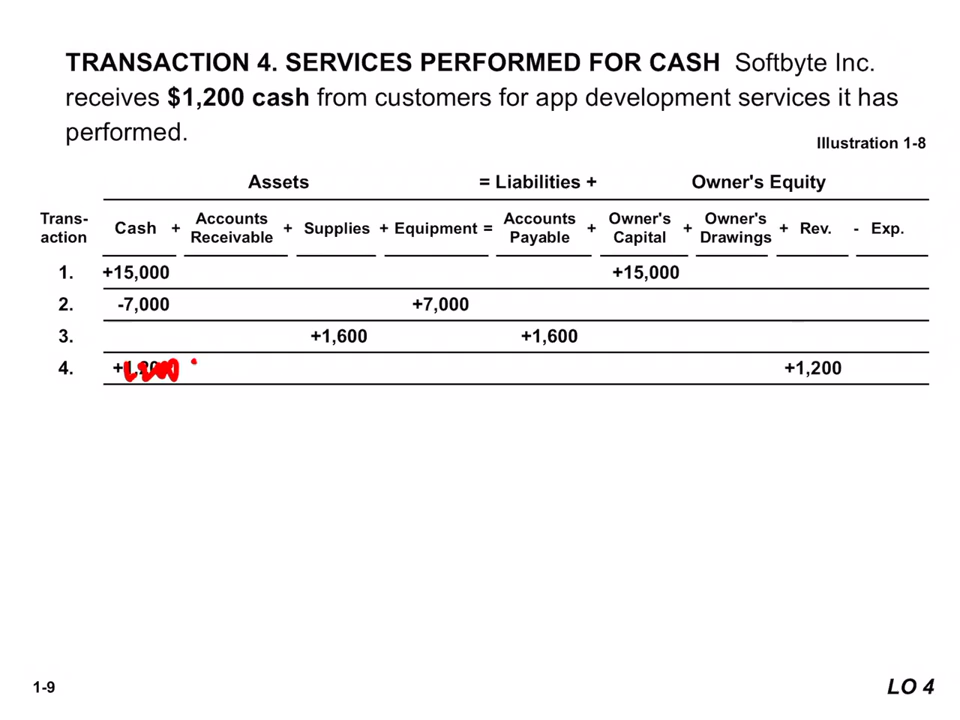 TRANSACTION 4. SERVICES PERFORMED FOR CASH Softbyte Inc.
receives $1,200 cash from customers for app development services it has
performed.
Illustration 1-8
Assets = Liabilities + Owner's Equity
Trans-
action
Cash + Accounts Receivable + Supplies + Equipment = Accounts Payable + Owner's Capital + Owner's Drawings + Rev. - Exp.
1. +15,000 +15,000
2. -7,000 +7,000
3. +1,600 +1,600
4. +1,200 +1,200
1-9
LO 4